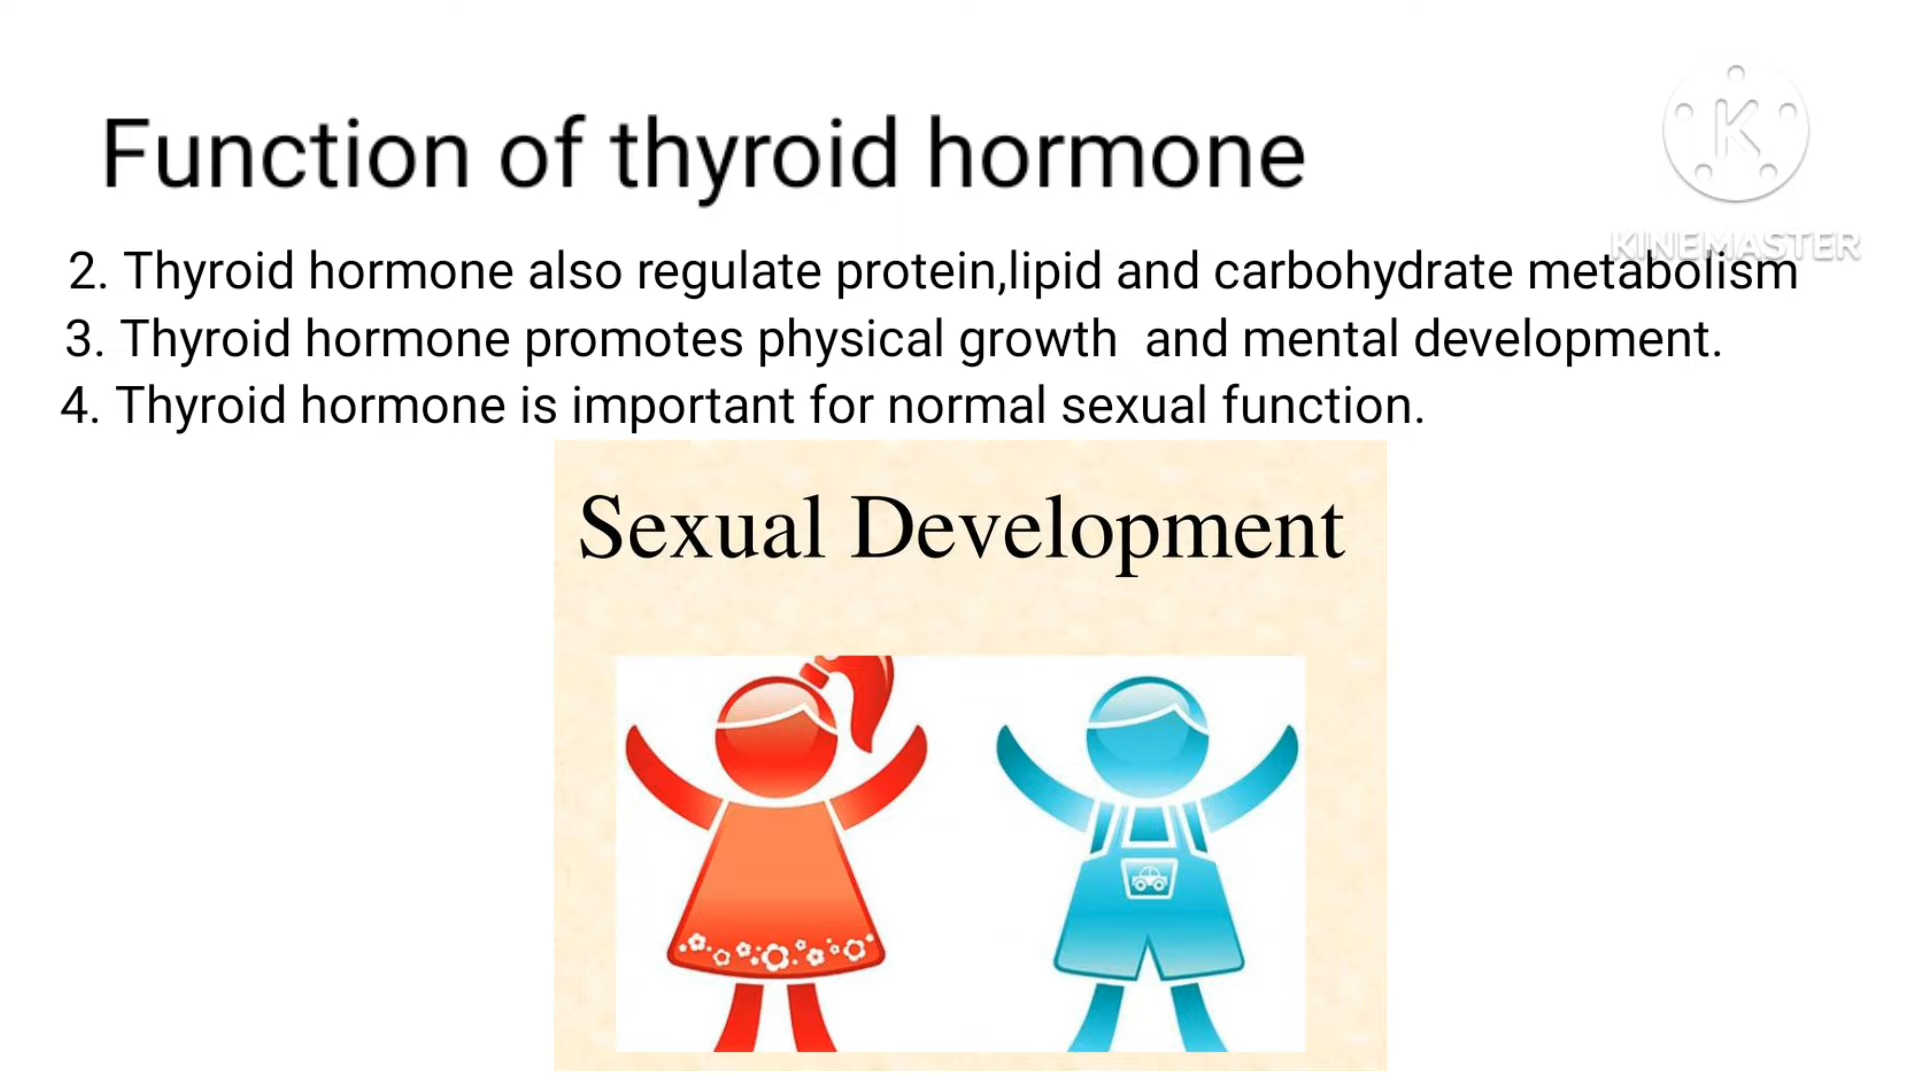 Function of thyroid hormone
K
KINEMASTER
2. Thyroid hormone also regulate protein,lipid and carbohydrate metabolism
3. Thyroid hormone promotes physical growth  and mental development.
4. Thyroid hormone is important for normal sexual function.
Sexual Development